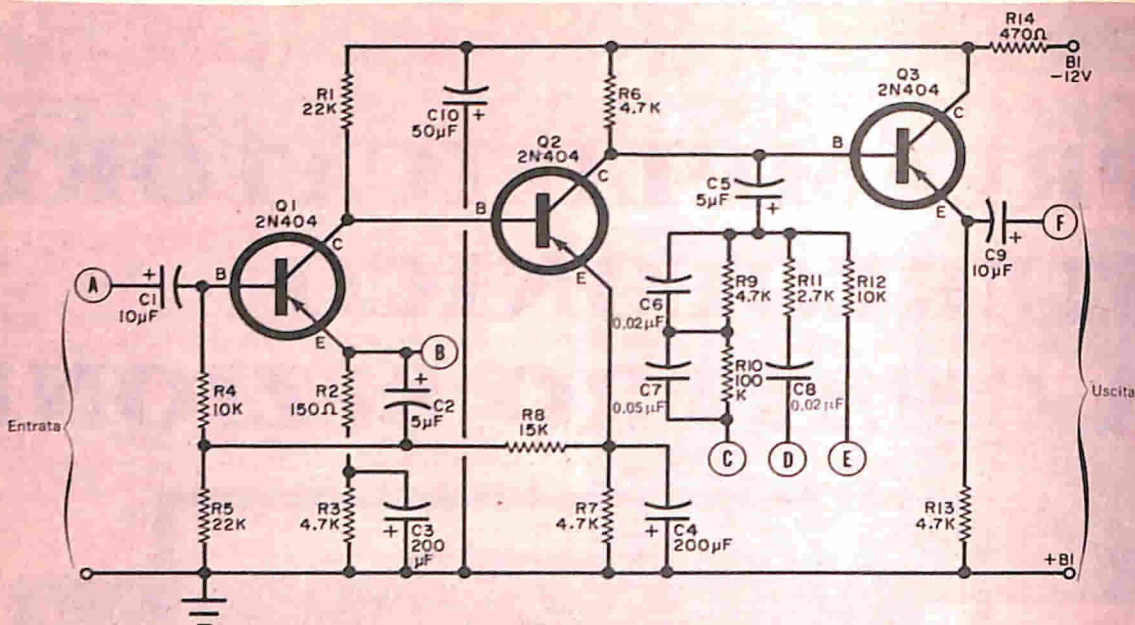 R14
470Ω
B1
-12V
Q3
2N404
R1
22K
C10
50µF
+
R6
4.7K
C
B
E
Q2
2N404
C
B
E
C5
5µF
+
Q1
2N404
C
B
E
A
+
C1
10µF
C9
10µF
+
F
C6
0.02µF
R9
4.7K
R11
2.7K
R12
10K
B
R4
10K
R2
150Ω
+
C2
5µF
C7
0.05µF
R10
100
K
C8
0.02µF
R8
15K
Entrata
Uscita
C
D
E
R5
22K
R3
4.7K
+
C3
200
µF
R7
4.7K
+
C4
200µF
R13
4.7K
+B1